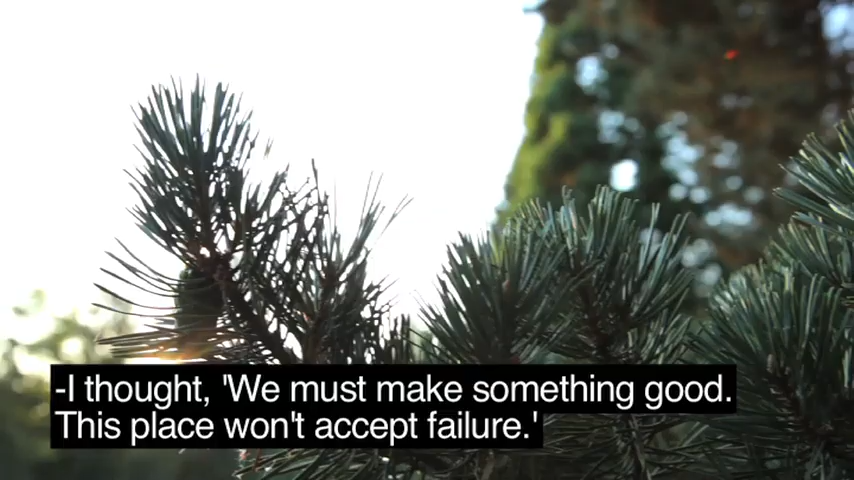 -I thought, 'We must make something good.
This place won't accept failure.'